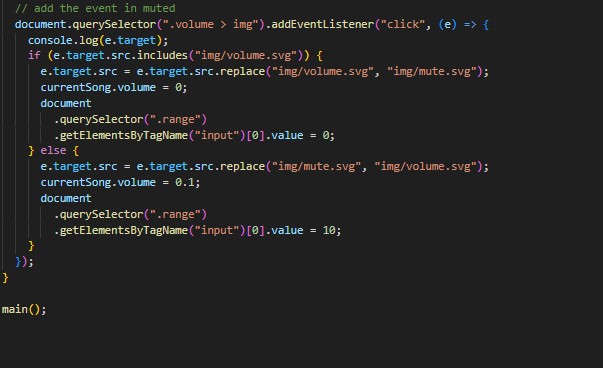 // add the event in muted
document.querySelector(".volume > img").addEventListener("click", (e) => {
console.log(e.target);
if (e.target.src.includes("img/volume.svg")) {
e.target.src = e.target.src.replace("img/volume.svg", "img/mute.svg");
currentSong.volume = 0;
document
.querySelector(".range")
.getElementsByTagName("input")[0].value = 0;
} else {
e.target.src = e.target.src.replace("img/mute.svg", "img/volume.svg");
currentSong.volume = 0.1;
document
.querySelector(".range")
.getElementsByTagName("input")[0].value = 10;
}
});
}
main();